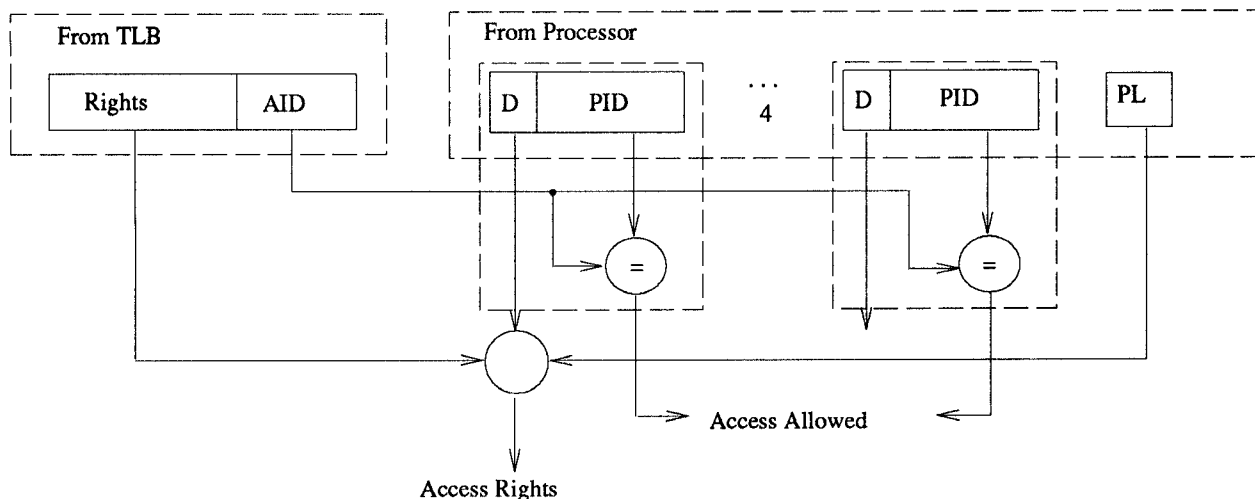 From TLB
From Processor
Rights AID
D PID
...
4
D PID
PL
=
=
Access Allowed
Access Rights